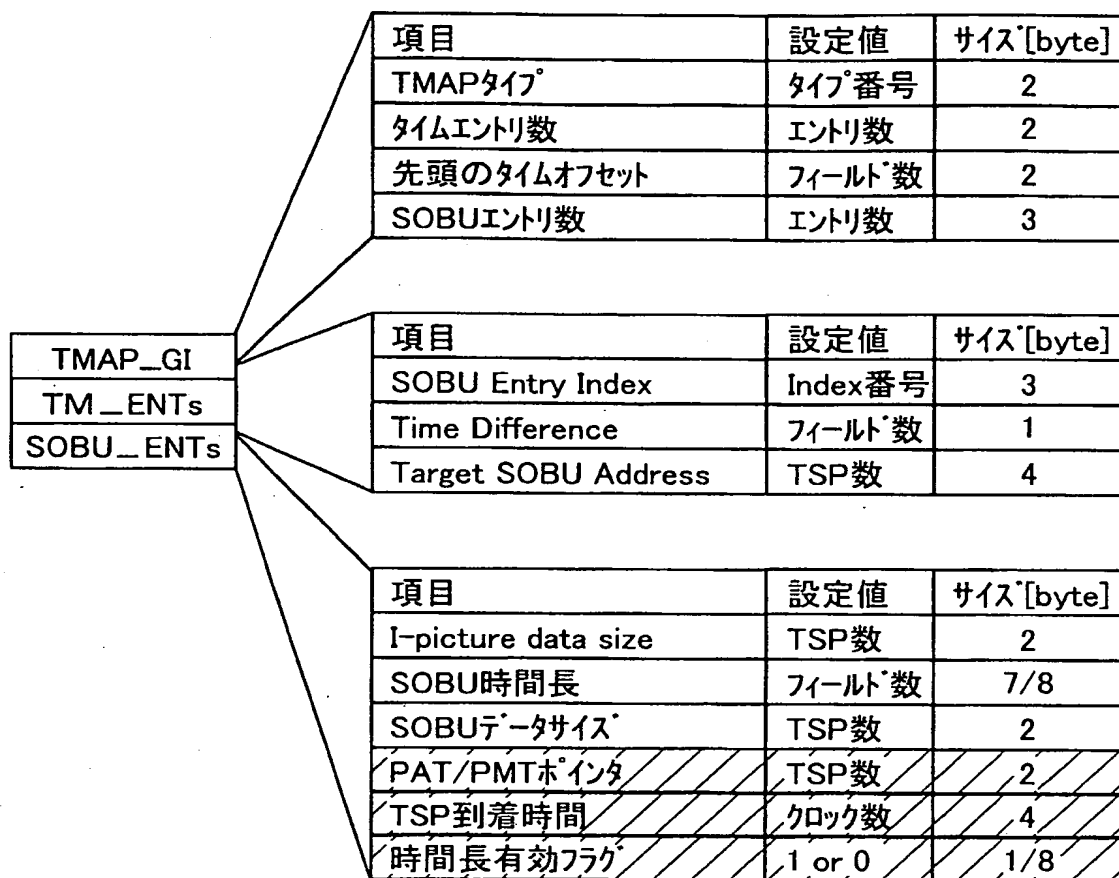 項目 設定値 サイズ[byte]
TMAPタイプ タイプ番号 2
タイムエントリ数 エントリ数 2
先頭のタイムオフセット フィールド数 2
SOBUエントリ数 エントリ数 3
TMAP_GI
TM_ENTs
SOBU_ENTs
項目 設定値 サイズ[byte]
SOBU Entry Index Index番号 3
Time Difference フィールド数 1
Target SOBU Address TSP数 4
項目 設定値 サイズ[byte]
I-picture data size TSP数 2
SOBU時間長 フィールド数 7/8
SOBUデータサイズ TSP数 2
PAT/PMTポインタ TSP数 2
TSP到着時間 クロック数 4
時間長有効フラグ 1 or 0 1/8